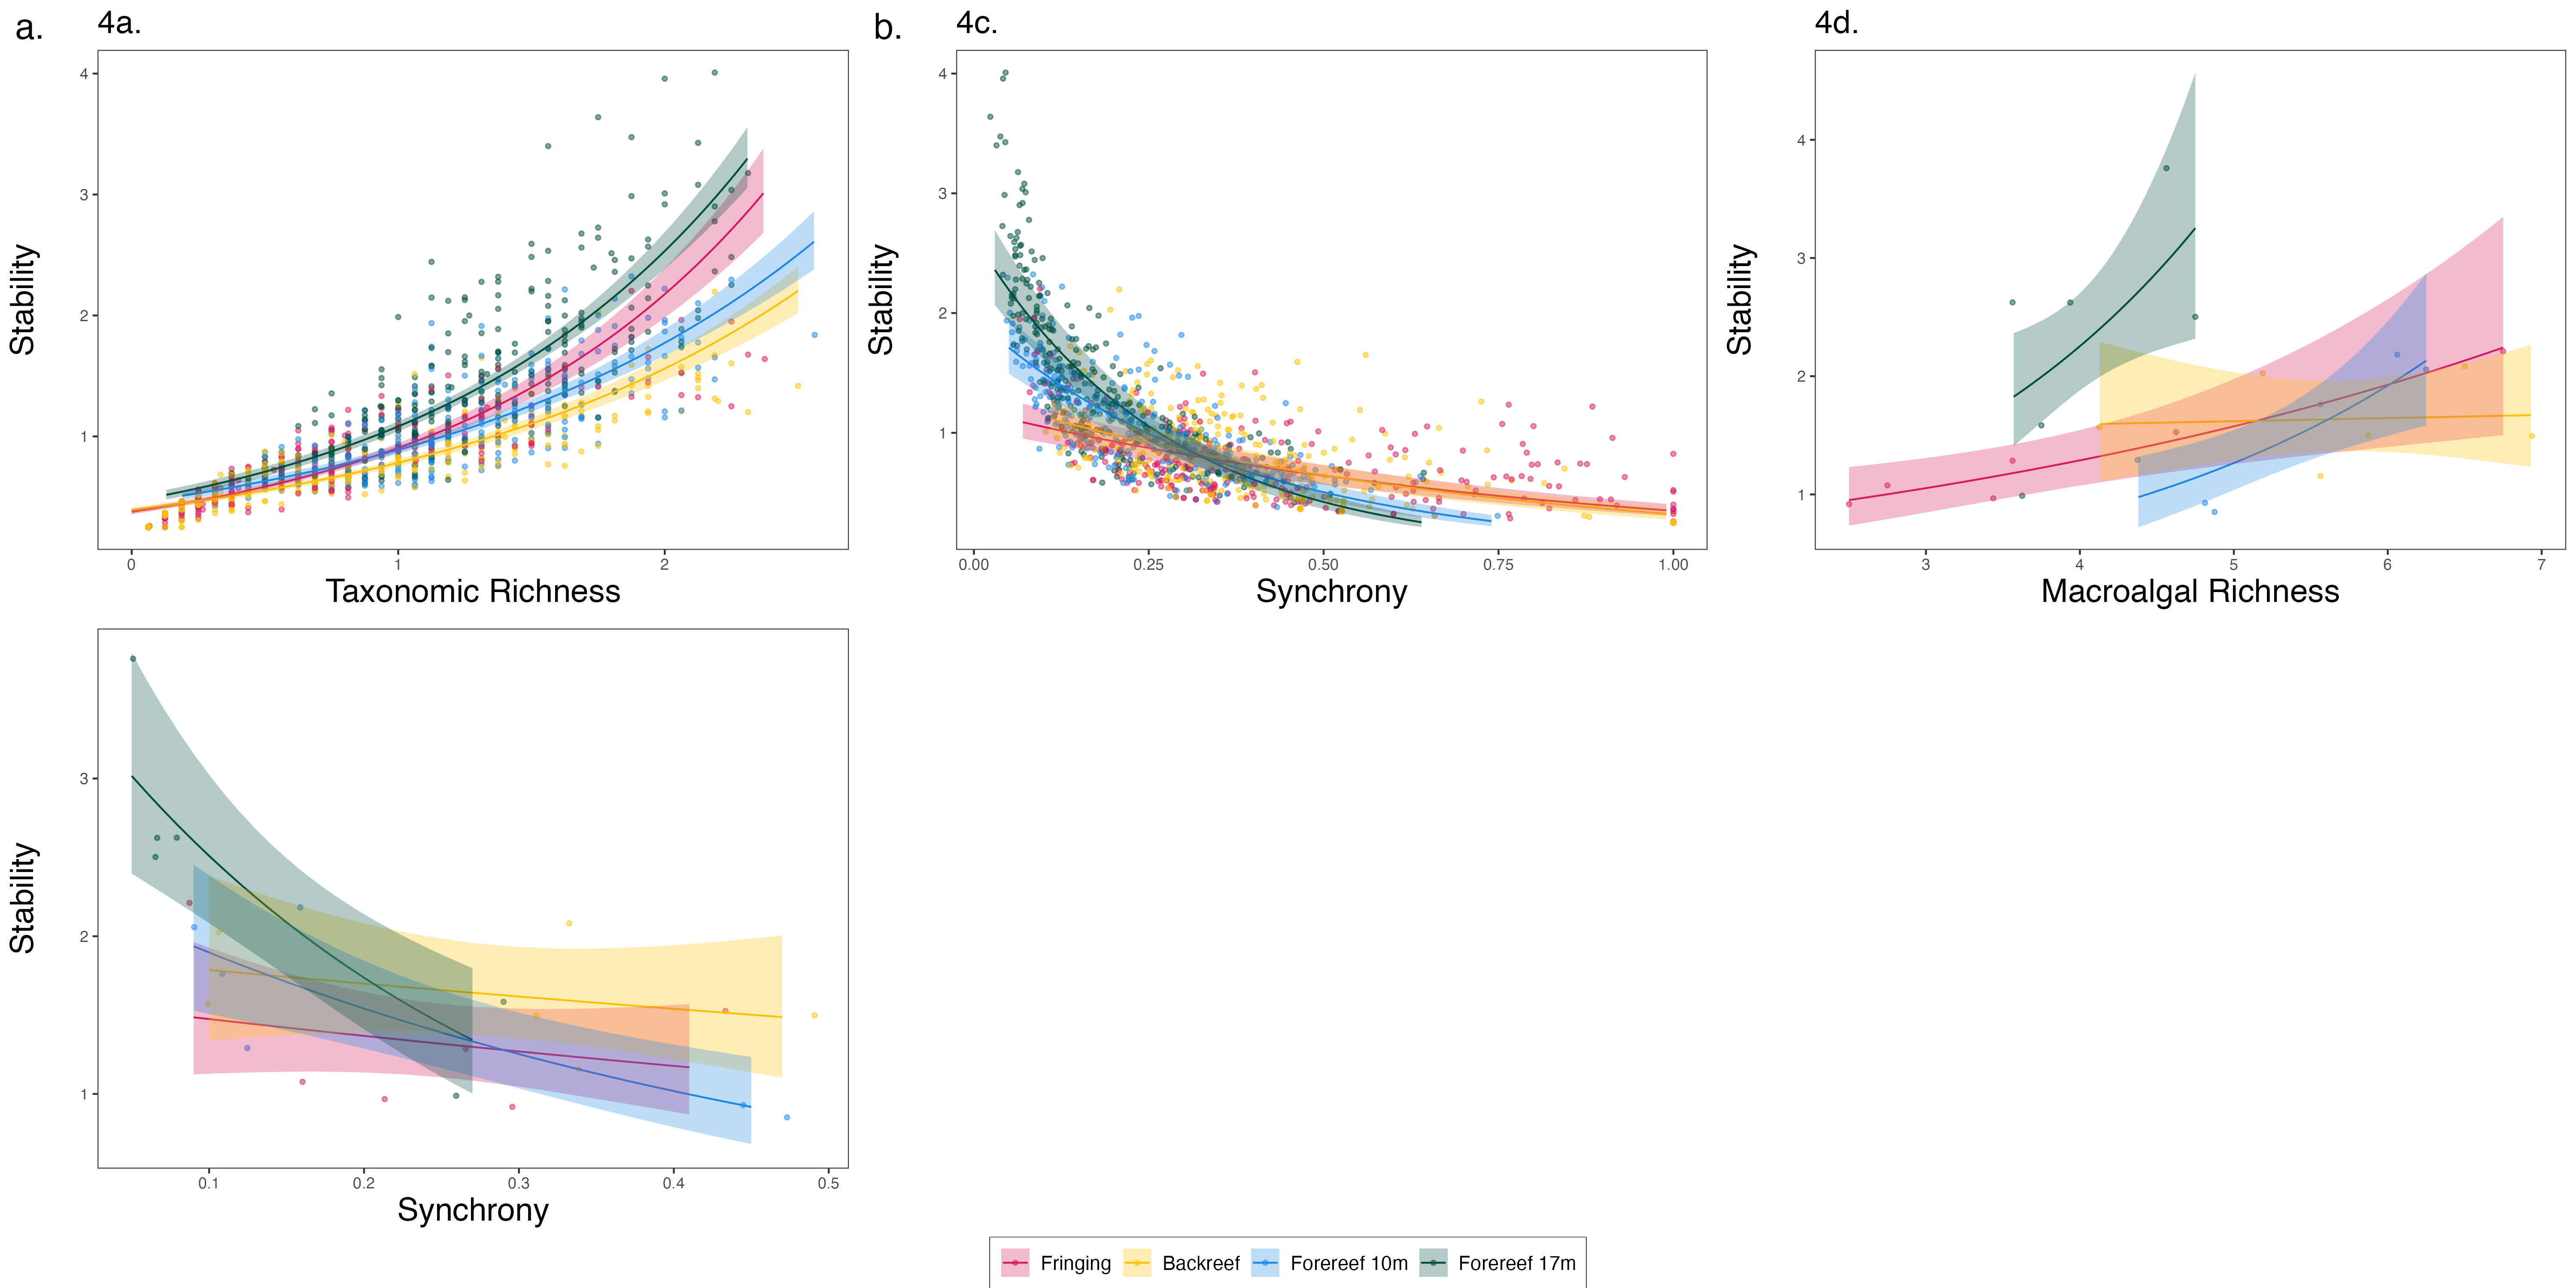 a. 4a. b. 4c. 4d.
4
3
2
1
Stability
0 1 2
Taxonomic Richness
4
3
2
1
Stability
0.00 0.25 0.50 0.75 1.00
Synchrony
4
3
2
1
Stability
3 4 5 6 7
Macroalgal Richness
3
2
1
Stability
0.1 0.2 0.3 0.4 0.5
Synchrony
Fringing Backreef Forereef 10m Forereef 17m